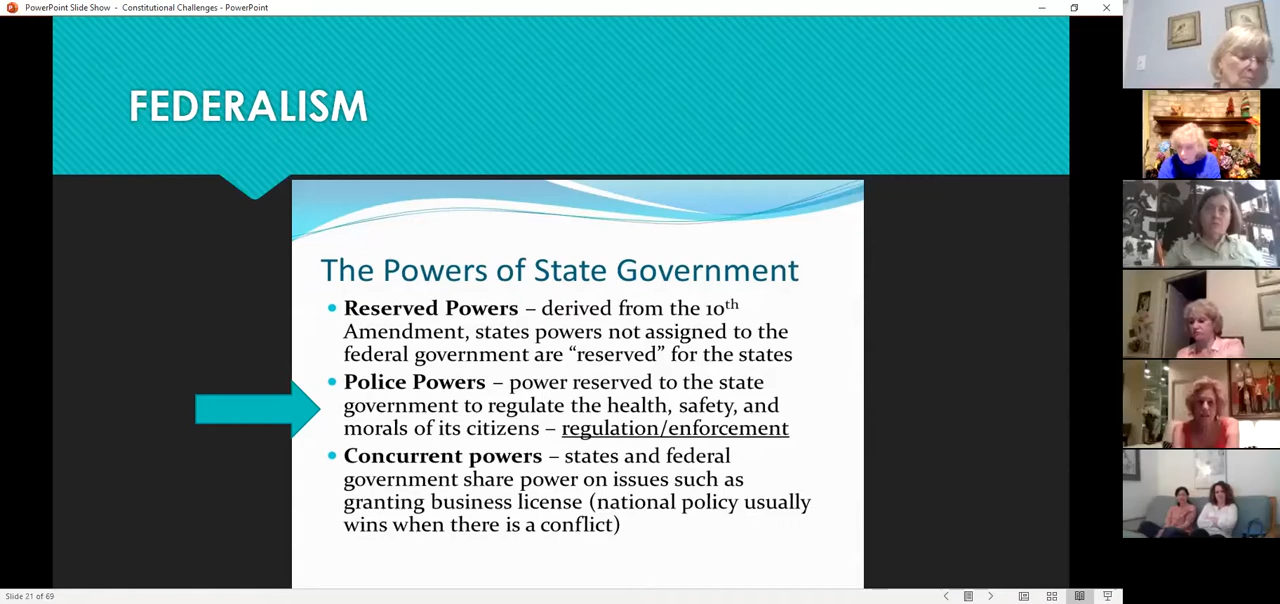 PowerPoint Slide Show - Constitutional Challenges - PowerPoint
FEDERALISM
The Powers of State Government
Reserved Powers – derived from the 10th
Amendment, states powers not assigned to the
federal government are “reserved” for the states
Police Powers – power reserved to the state
government to regulate the health, safety, and
morals of its citizens – regulation/enforcement
Concurrent powers – states and federal
government share power on issues such as
granting business license (national policy usually
wins when there is a conflict)
Slide 21 of 69